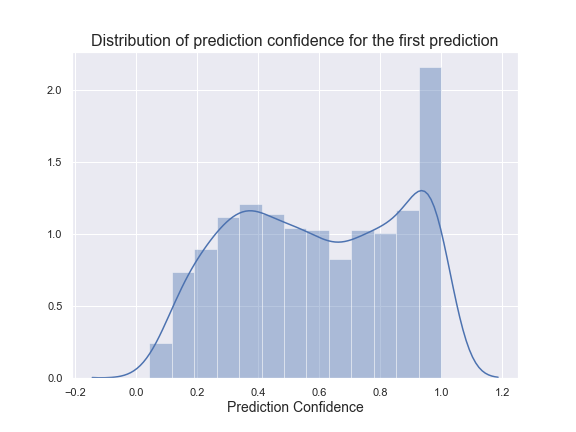 Distribution of prediction confidence for the first prediction
2.0
1.5
1.0
0.5
0.0
−0.2 0.0 0.2 0.4 0.6 0.8 1.0 1.2
Prediction Confidence